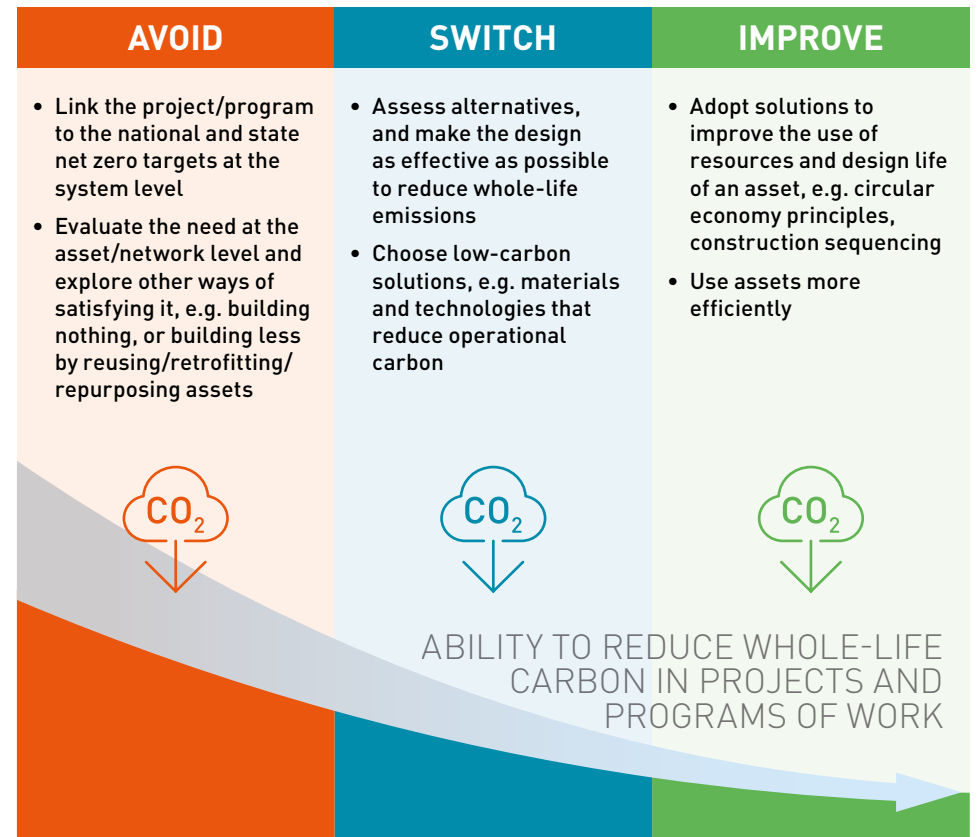 AVOID
• Link the project/program
to the national and state
net zero targets at the
system level
• Evaluate the need at the
asset/network level and
explore other ways of
satisfying it, e.g. building
nothing, or building less
by reusing/retrofitting/
repurposing assets
CO₂
SWITCH
• Assess alternatives,
and make the design
as effective as possible
to reduce whole-life
emissions
• Choose low-carbon
solutions, e.g. materials
and technologies that
reduce operational
carbon
CO₂
IMPROVE
• Adopt solutions to
improve the use of
resources and design life
of an asset, e.g. circular
economy principles,
construction sequencing
• Use assets more
efficiently
CO₂
ABILITY TO REDUCE WHOLE-LIFE
CARBON IN PROJECTS AND
PROGRAMS OF WORK